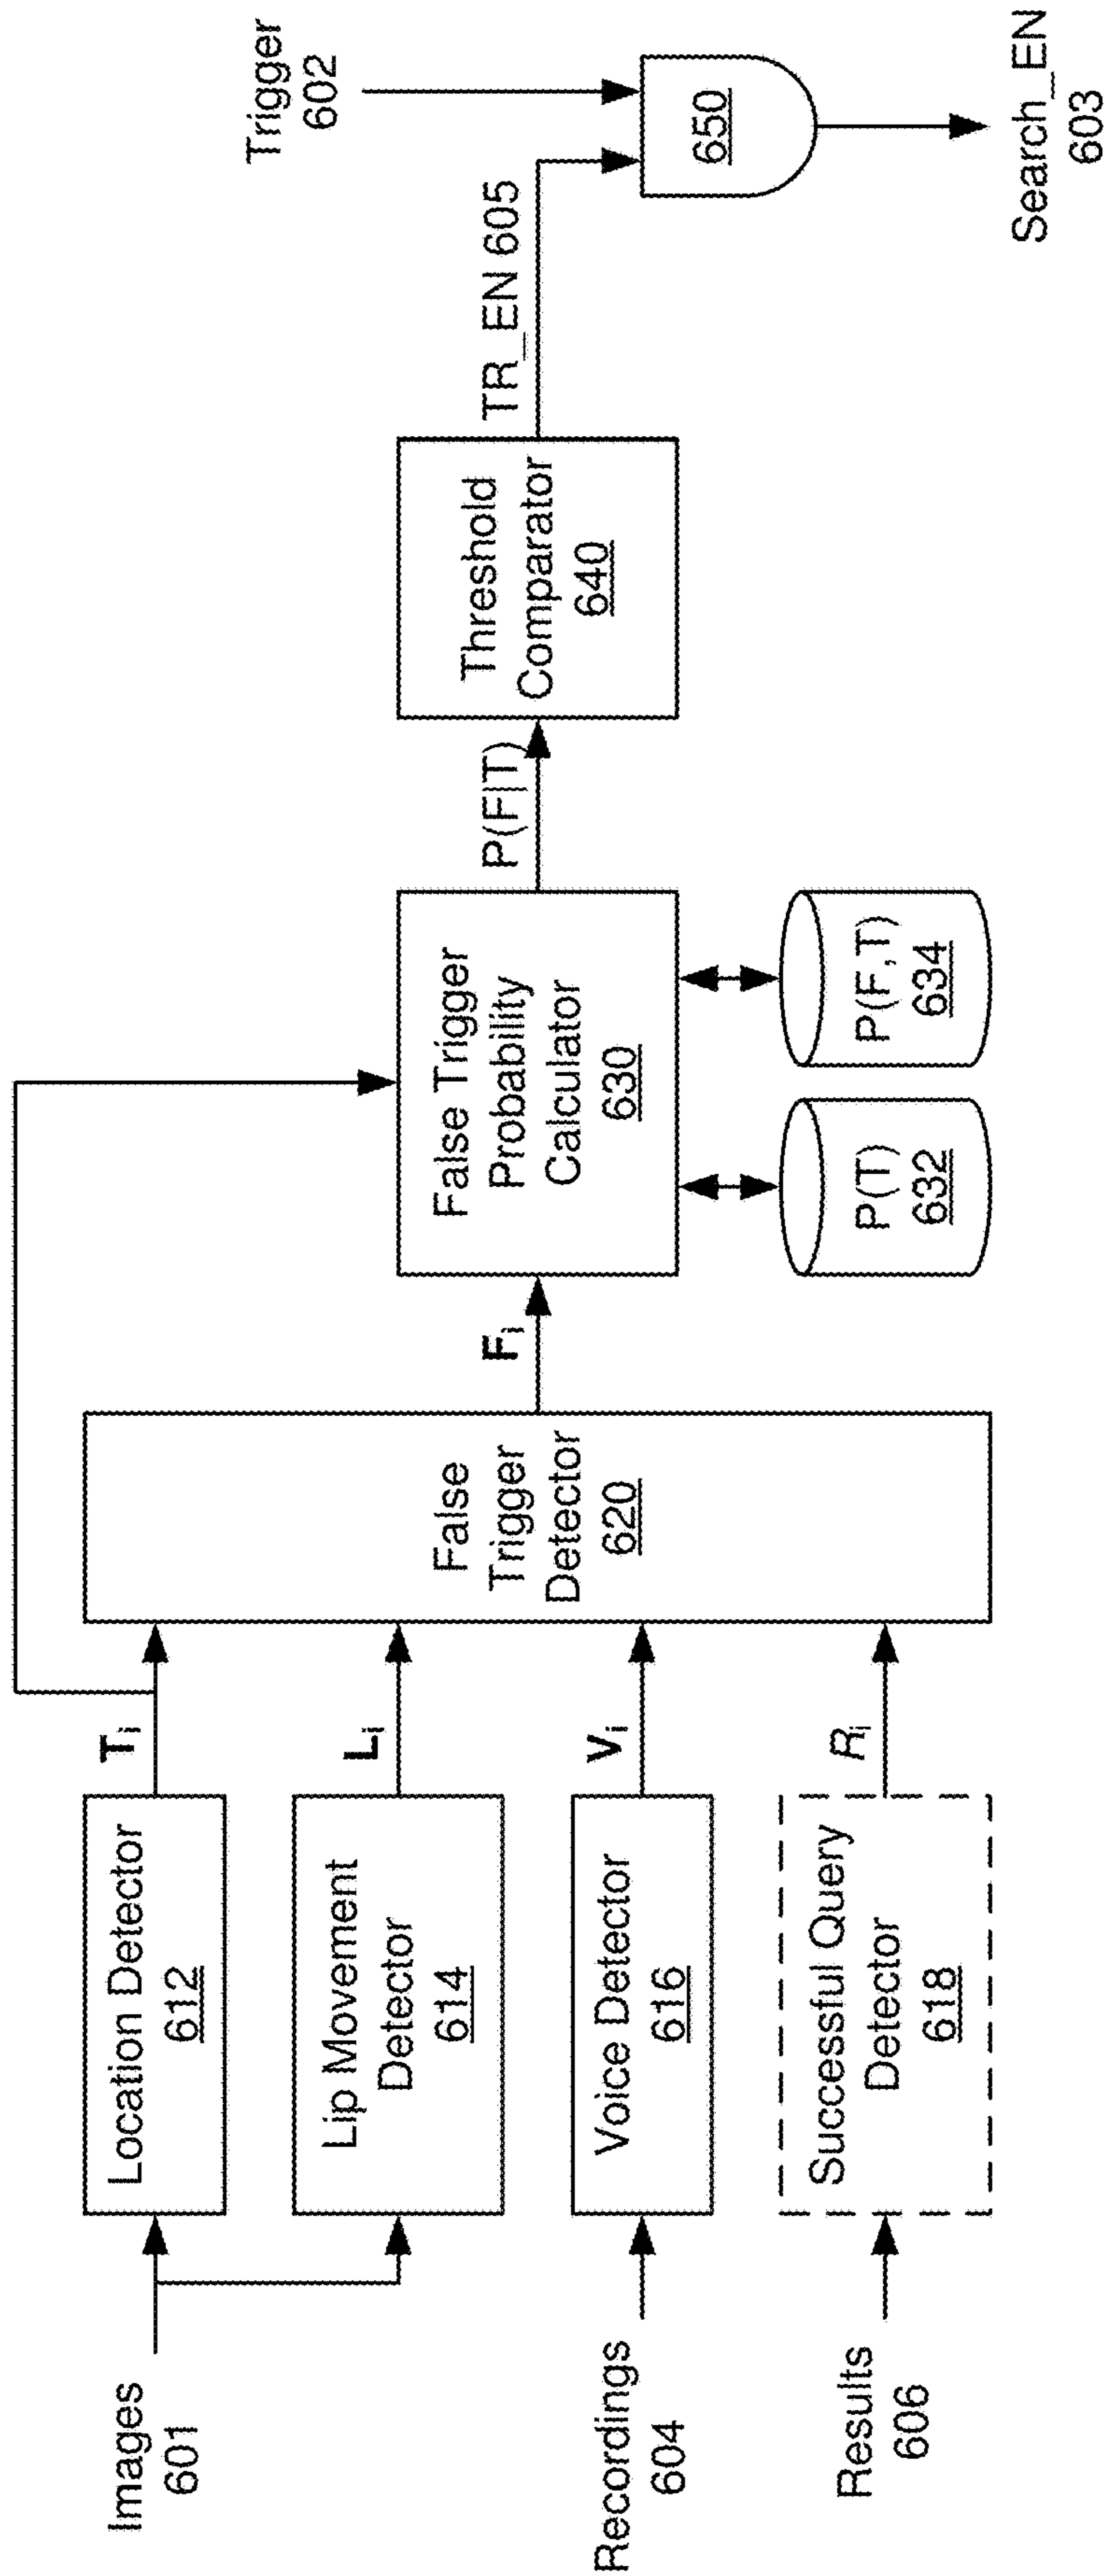 Images
601
Recordings
604
Results
606
Location Detector
612
Lip Movement
Detector
614
Voice Detector
616
Successful Query
Detector
618
Ti
Li
Vi
Ri
False
Trigger
Detector
620
Fi
False Trigger
Probability
Calculator
630
P(T)
632
P(F,T)
634
P(F|T)
Threshold
Comparator
640
TR_EN 605
Trigger
602
650
Search_EN
603